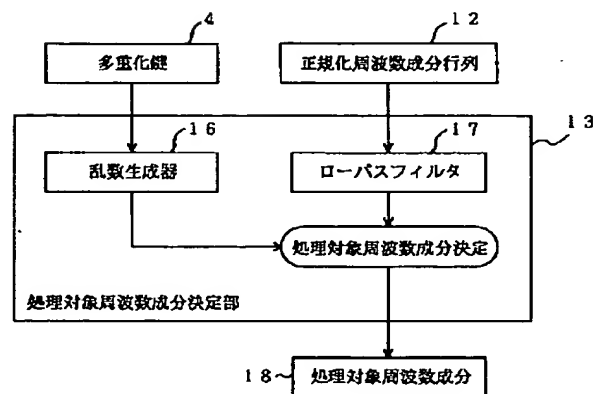 4
12
多重化鍵
正規化周波数成分行列
16
17
13
乱数生成器
ローパスフィルタ
処理対象周波数成分決定
処理対象周波数成分決定部
18
処理対象周波数成分